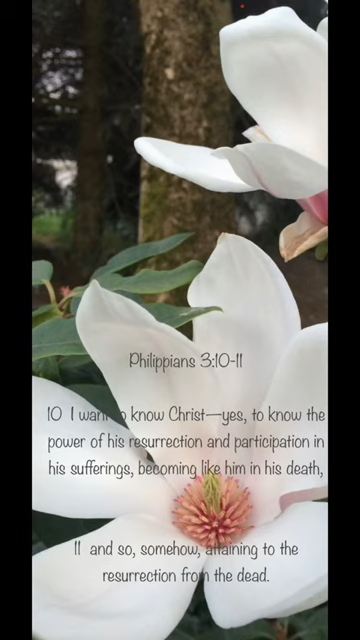 Philippians 3:10-11
10 I want to know Christ—yes, to know the
power of his resurrection and participation in
his sufferings, becoming like him in his death,
11 and so, somehow, attaining to the
resurrection from the dead.